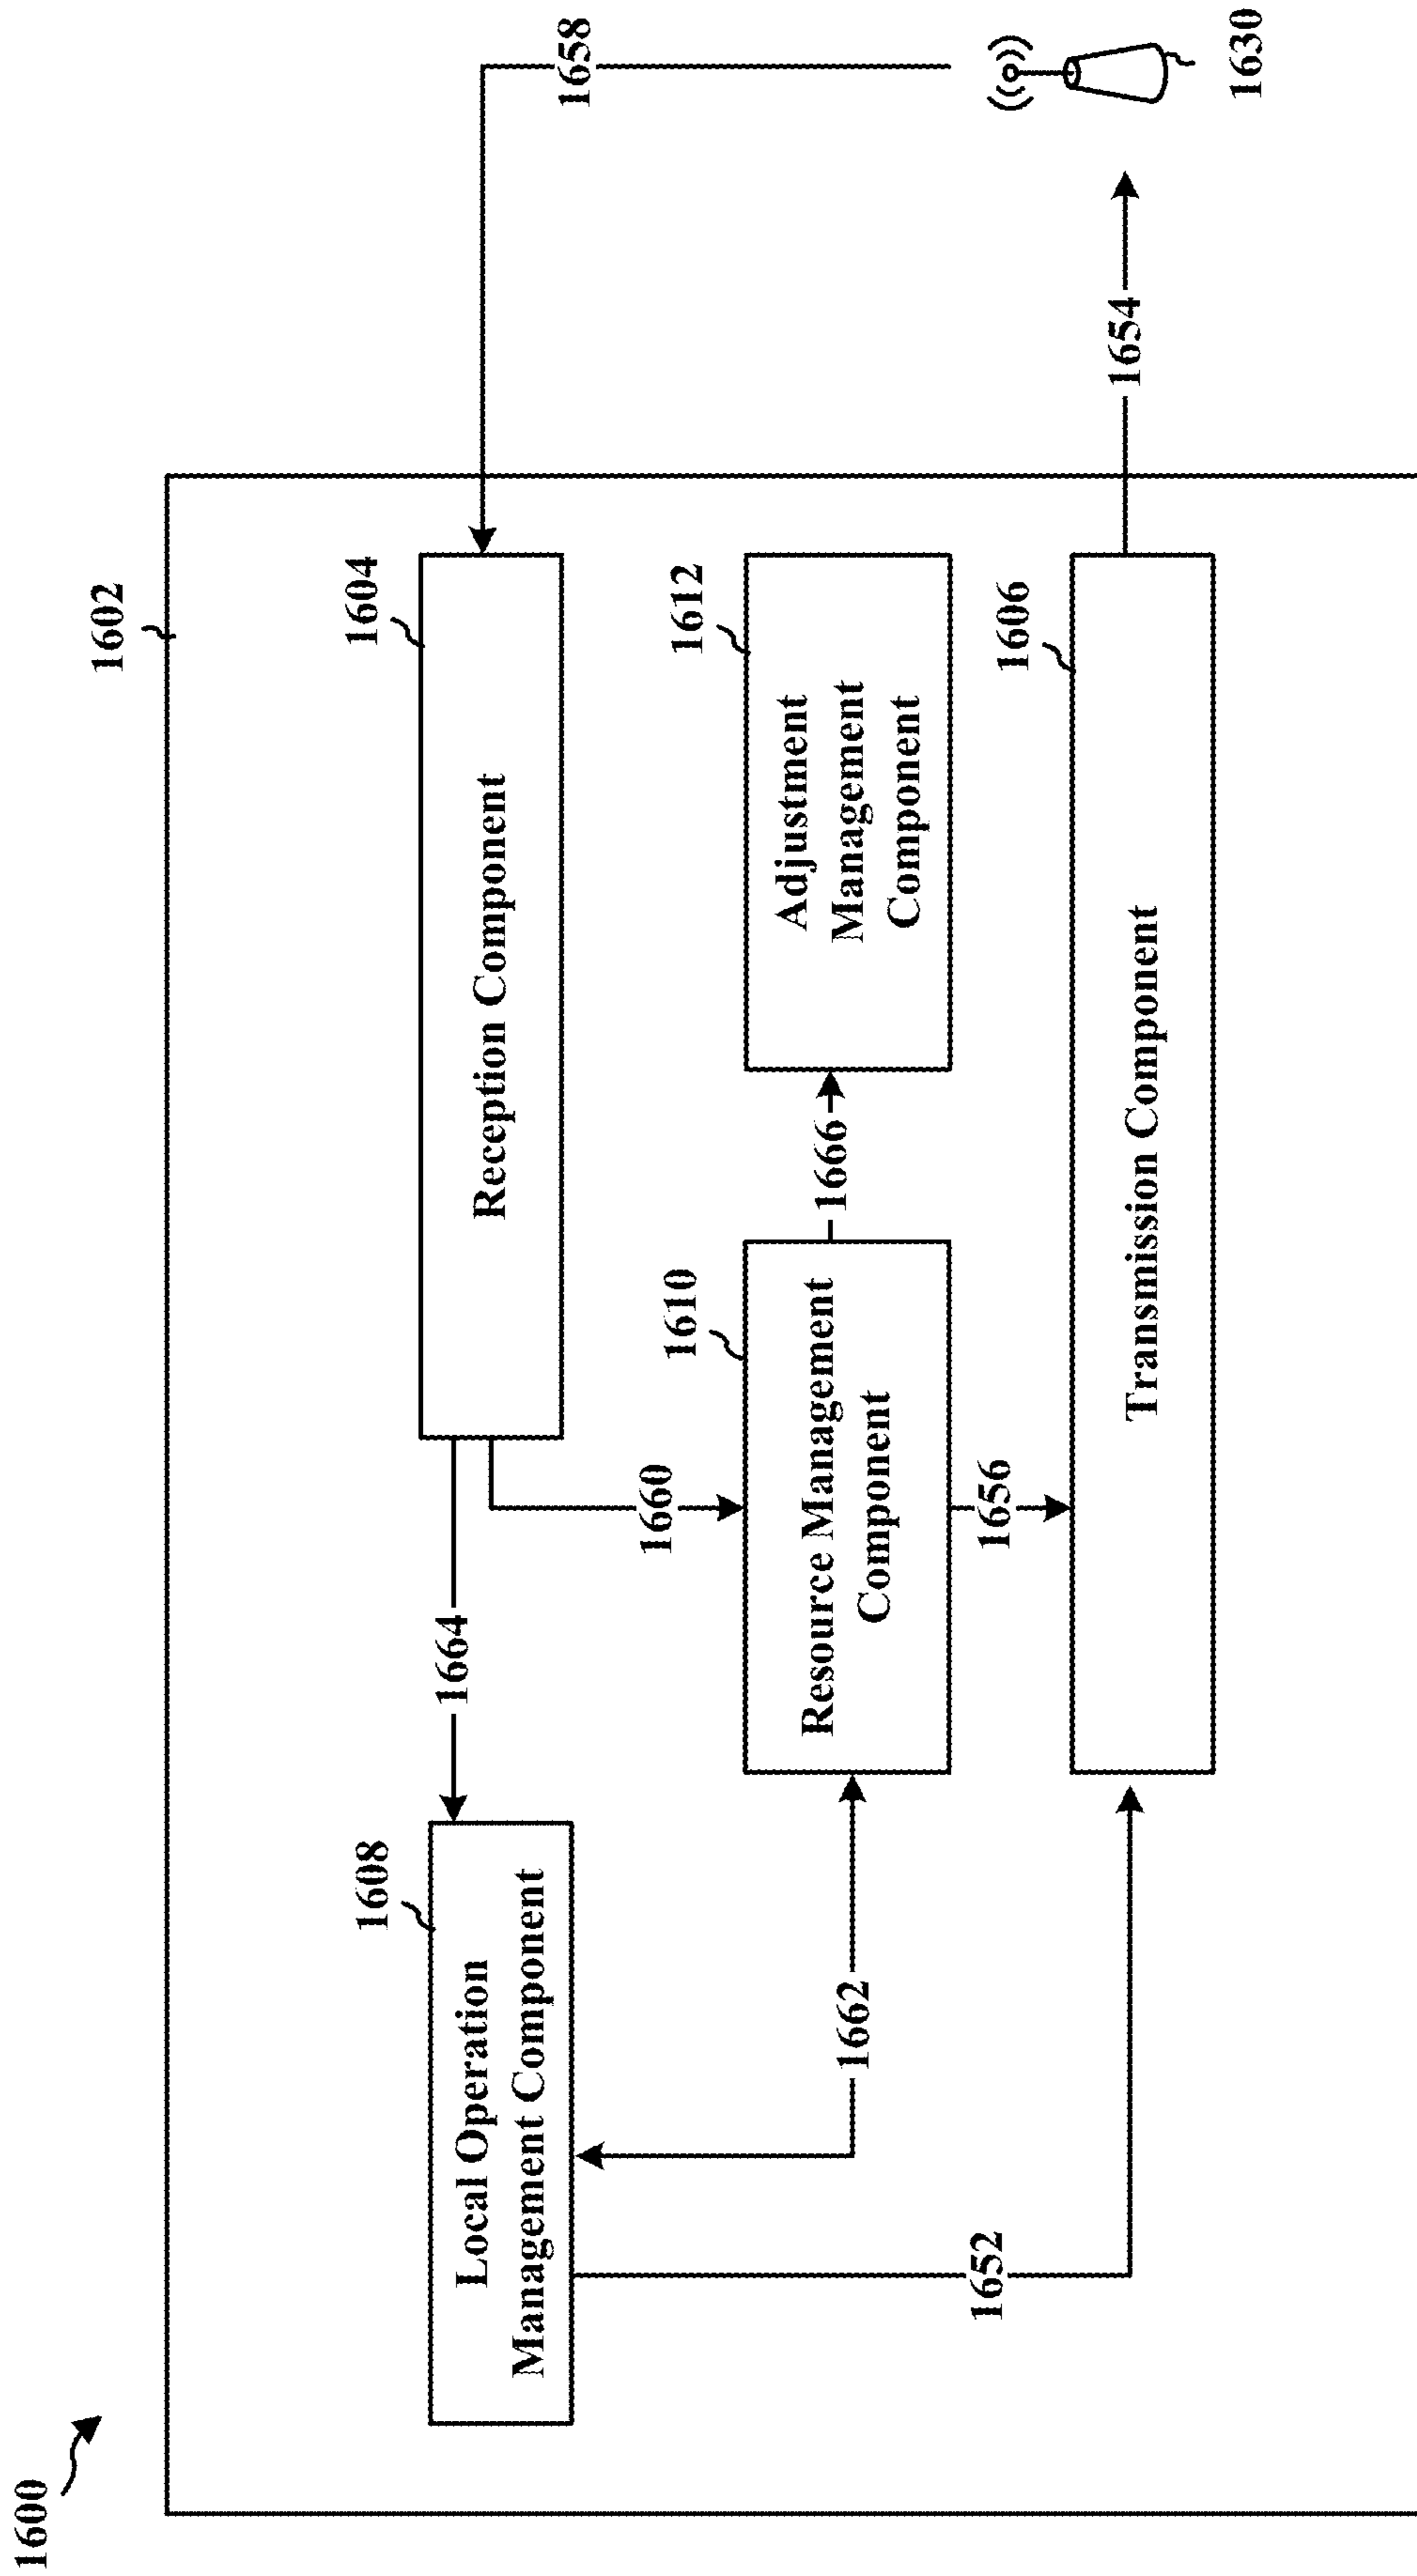 1600
1602
1608
Local Operation
Management Component
1664
1604
Reception Component
1658
1660
1662
1610
Resource Management
Component
1666
1612
Adjustment
Management
Component
1652
1656
1606
Transmission Component
1654
1630